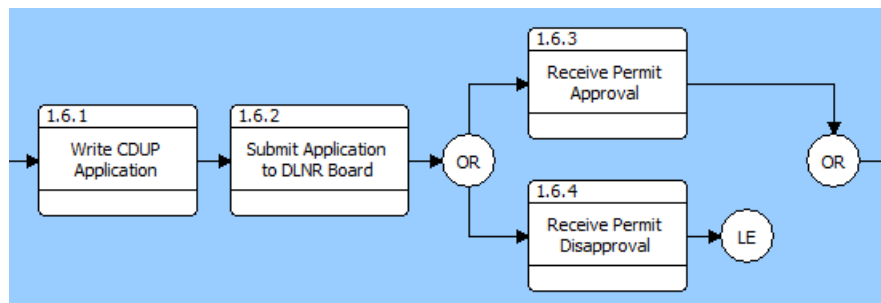 1.6.1
Write CDUP
Application
1.6.2
Submit Application
to DLNR Board
OR
1.6.3
Receive Permit
Approval
OR
1.6.4
Receive Permit
Disapproval
LE